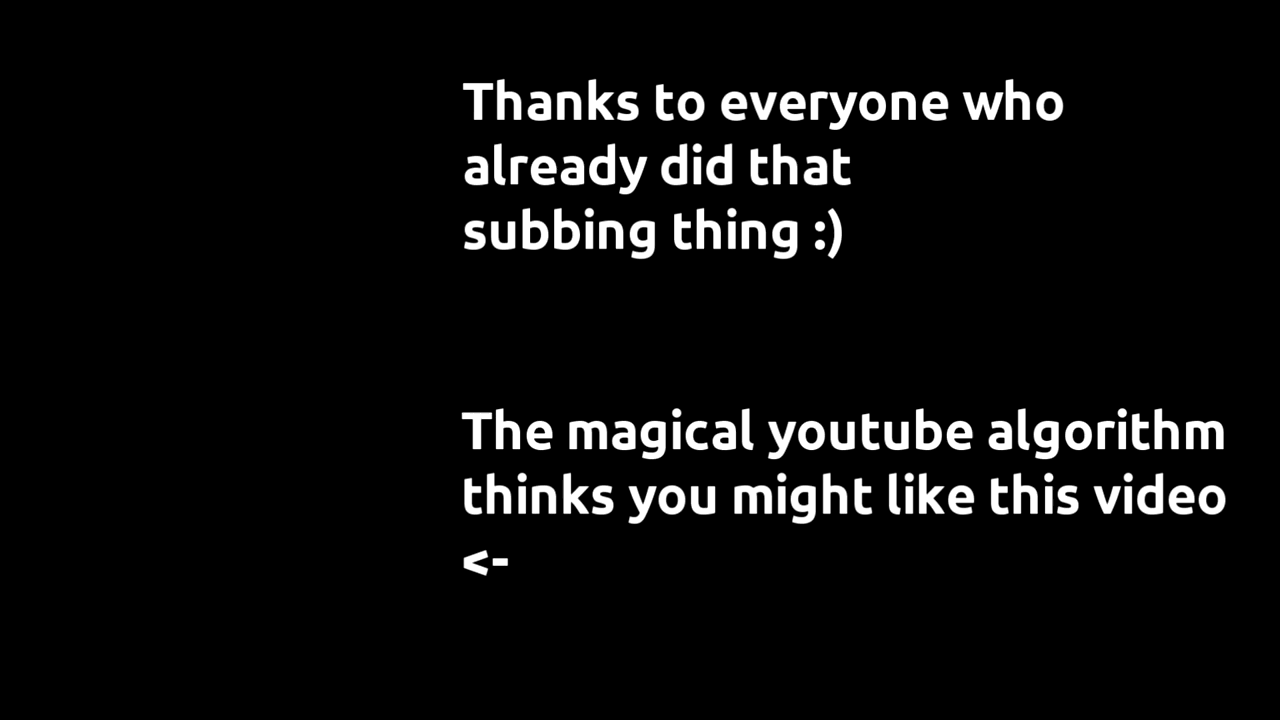 Thanks to everyone who
already did that
subbing thing :)
The magical youtube algorithm
thinks you might like this video
<-